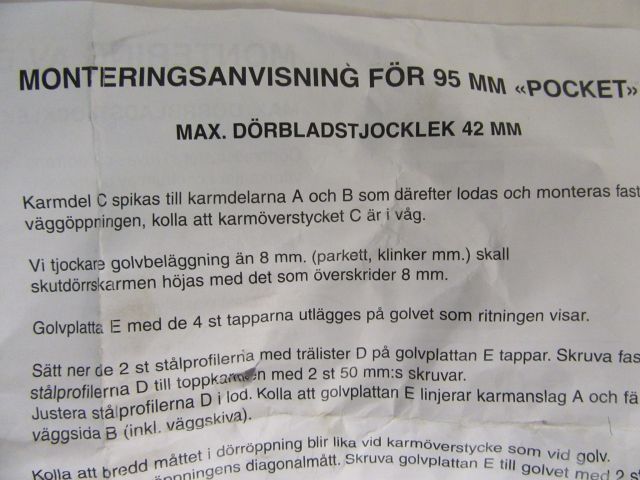 MONTERINGSANVISNING FÖR 95 MM «POCKET»
MAX. DÖRBLADSTJOCKLEK 42 MM
Karmdel C spikas till karmdelarna A och B som därefter lodas och monteras fast
väggöppningen, kolla att karmöverstycket C är i våg.
Vi tjockare golvbeläggning än 8 mm. (parkett, klinker mm.) skall
skutdörrskarmen höjas med det som överskrider 8 mm.
Golvplatta E med de 4 st tapparna utlägges på golvet som ritningen visar.
Sätt ner de 2 st stålprofilerna med trälister D på golvplattan E tappar. Skruva fas
stålprofilerna D till toppkarmen med 2 st 50 mm:s skruvar.
Justera stålprofilerna D i lod. Kolla att golvplattan E linjerar karmanslag A och fä
väggsida B (inkl. väggskiva).
Kolla att bredd måttet i dörröppning blir lika vid karmöverstycke som vid golv.
öppningens diagonalmått. Skruva golvplattan E till golvet med 2 s